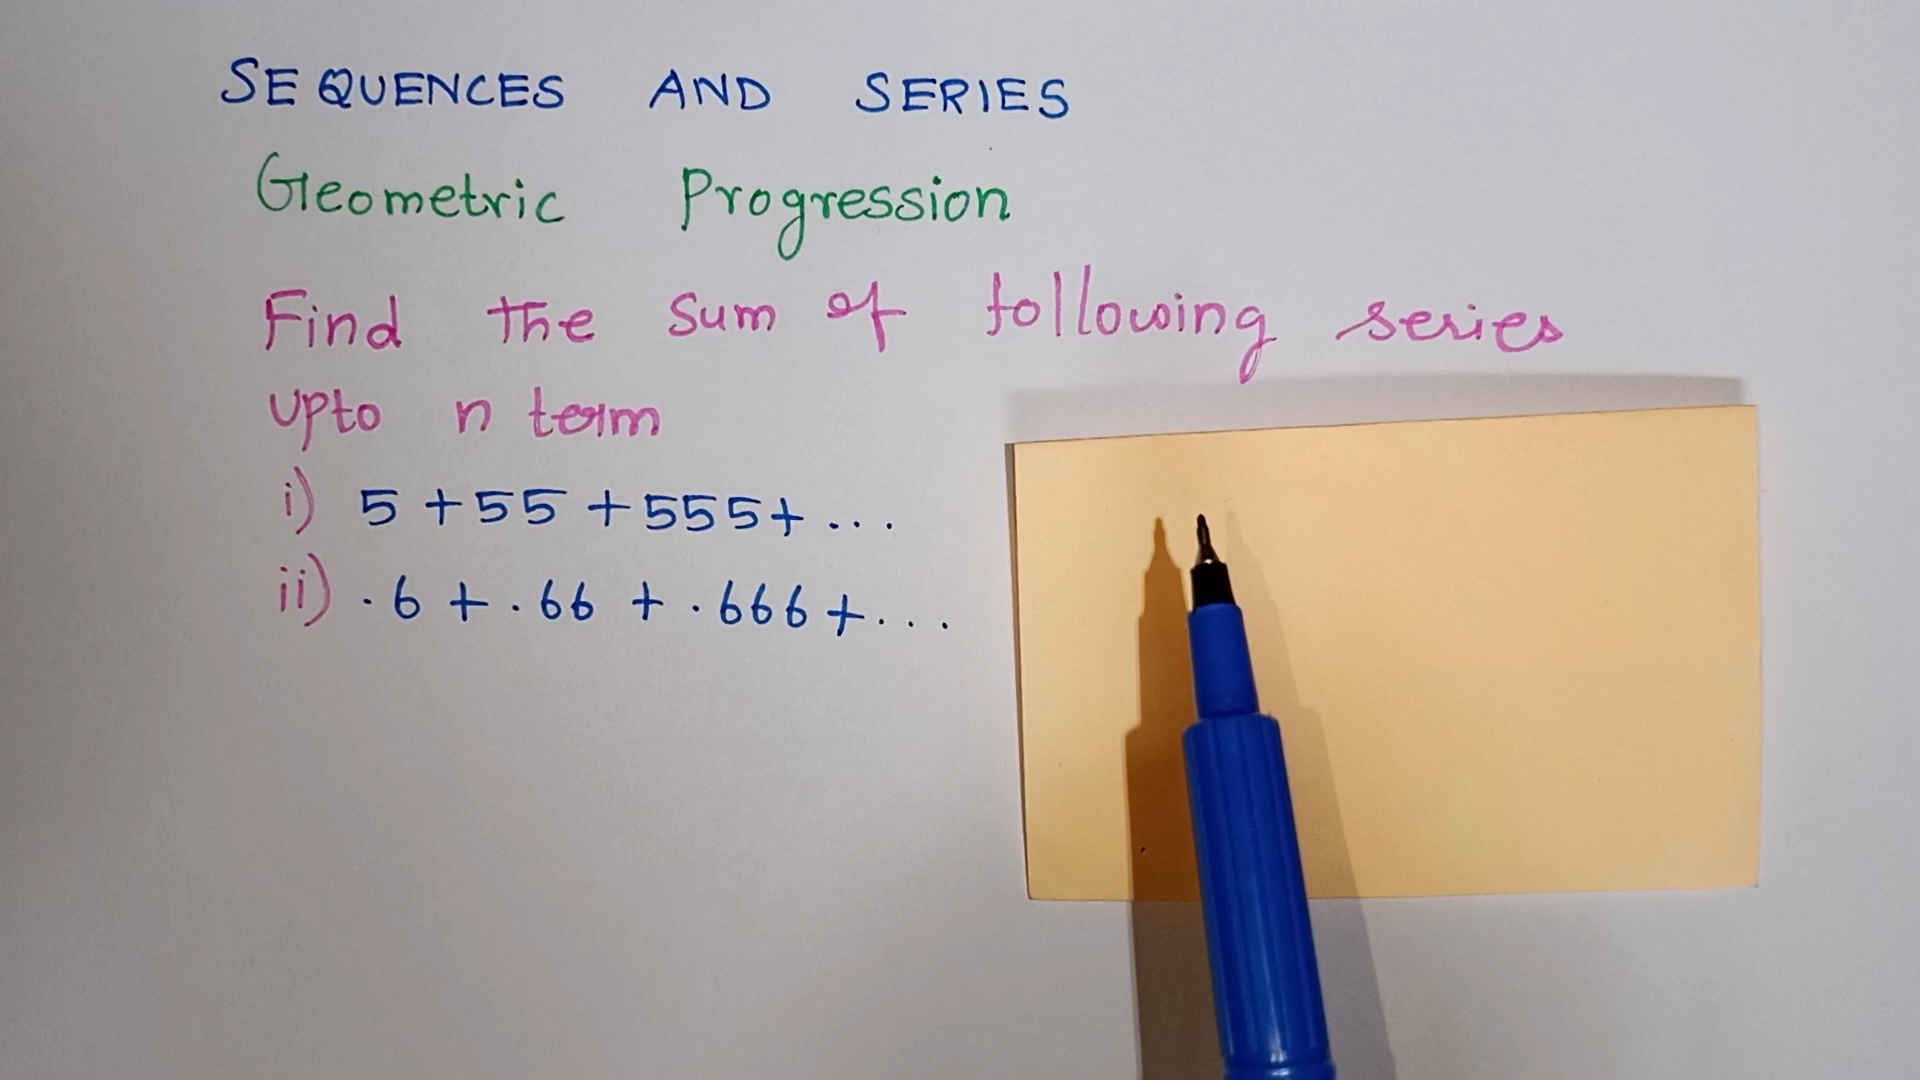 SEQUENCES AND SERIES
Geometric Progression
Find the sum of following series
upto n term
i) 5 + 55 + 555 + ...
ii) .6 + .66 + .666 + ...